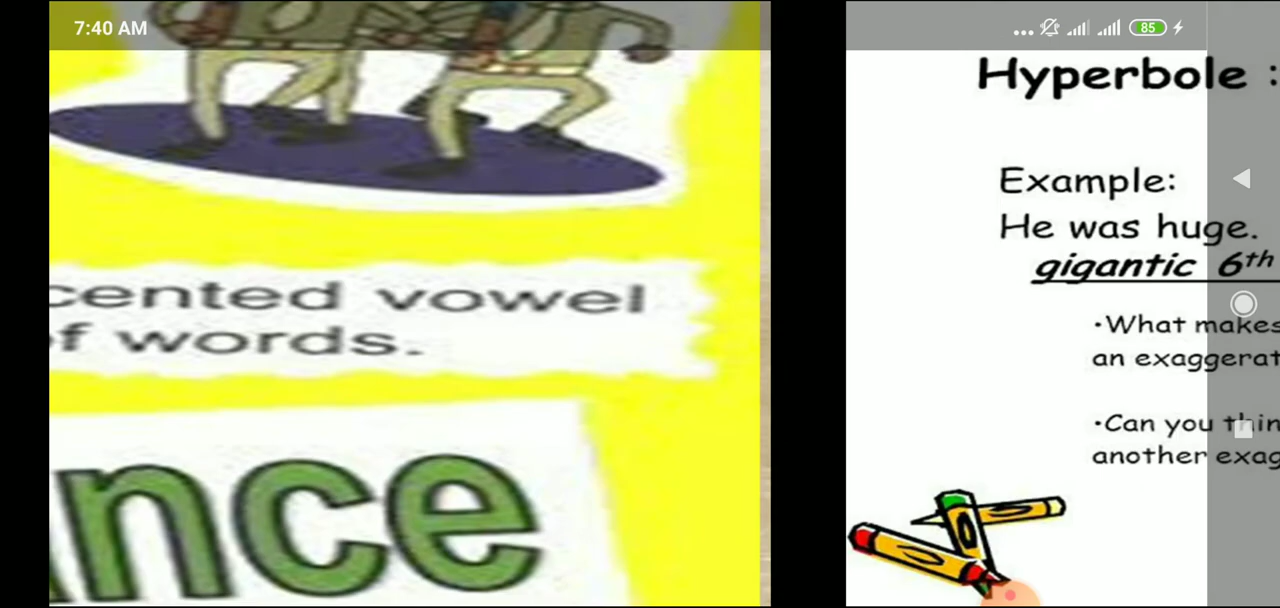 7:40 AM
85
cented vowel
f words.
nce
Hyperbole :
Example:
He was huge.
gigantic 6th
•What makes
an exaggerat
•Can you thin
another exag